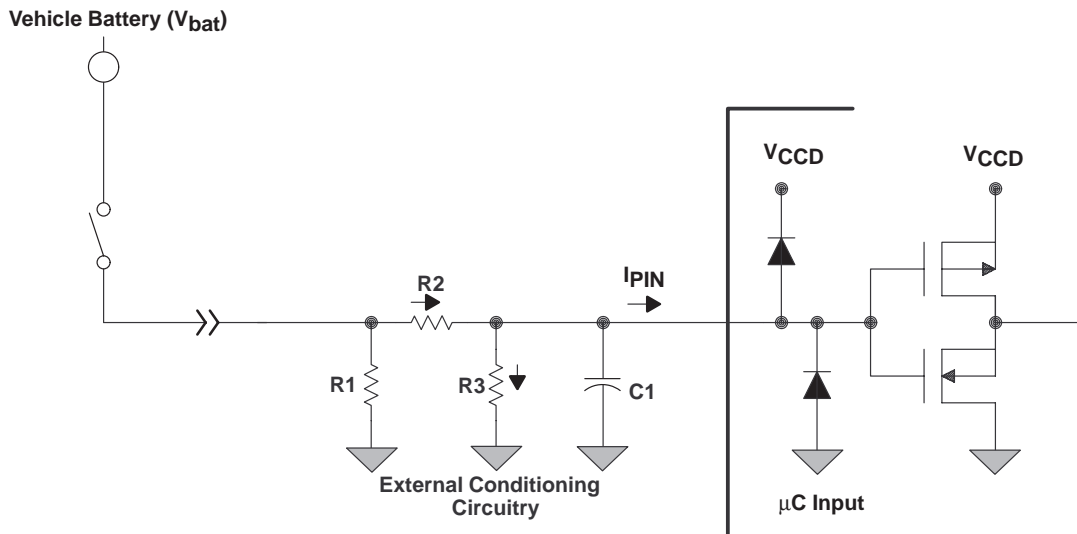 Vehicle Battery (Vbat)
VCCD
VCCD
R2
IPIN
R1
R3
C1
External Conditioning
Circuitry
μC Input